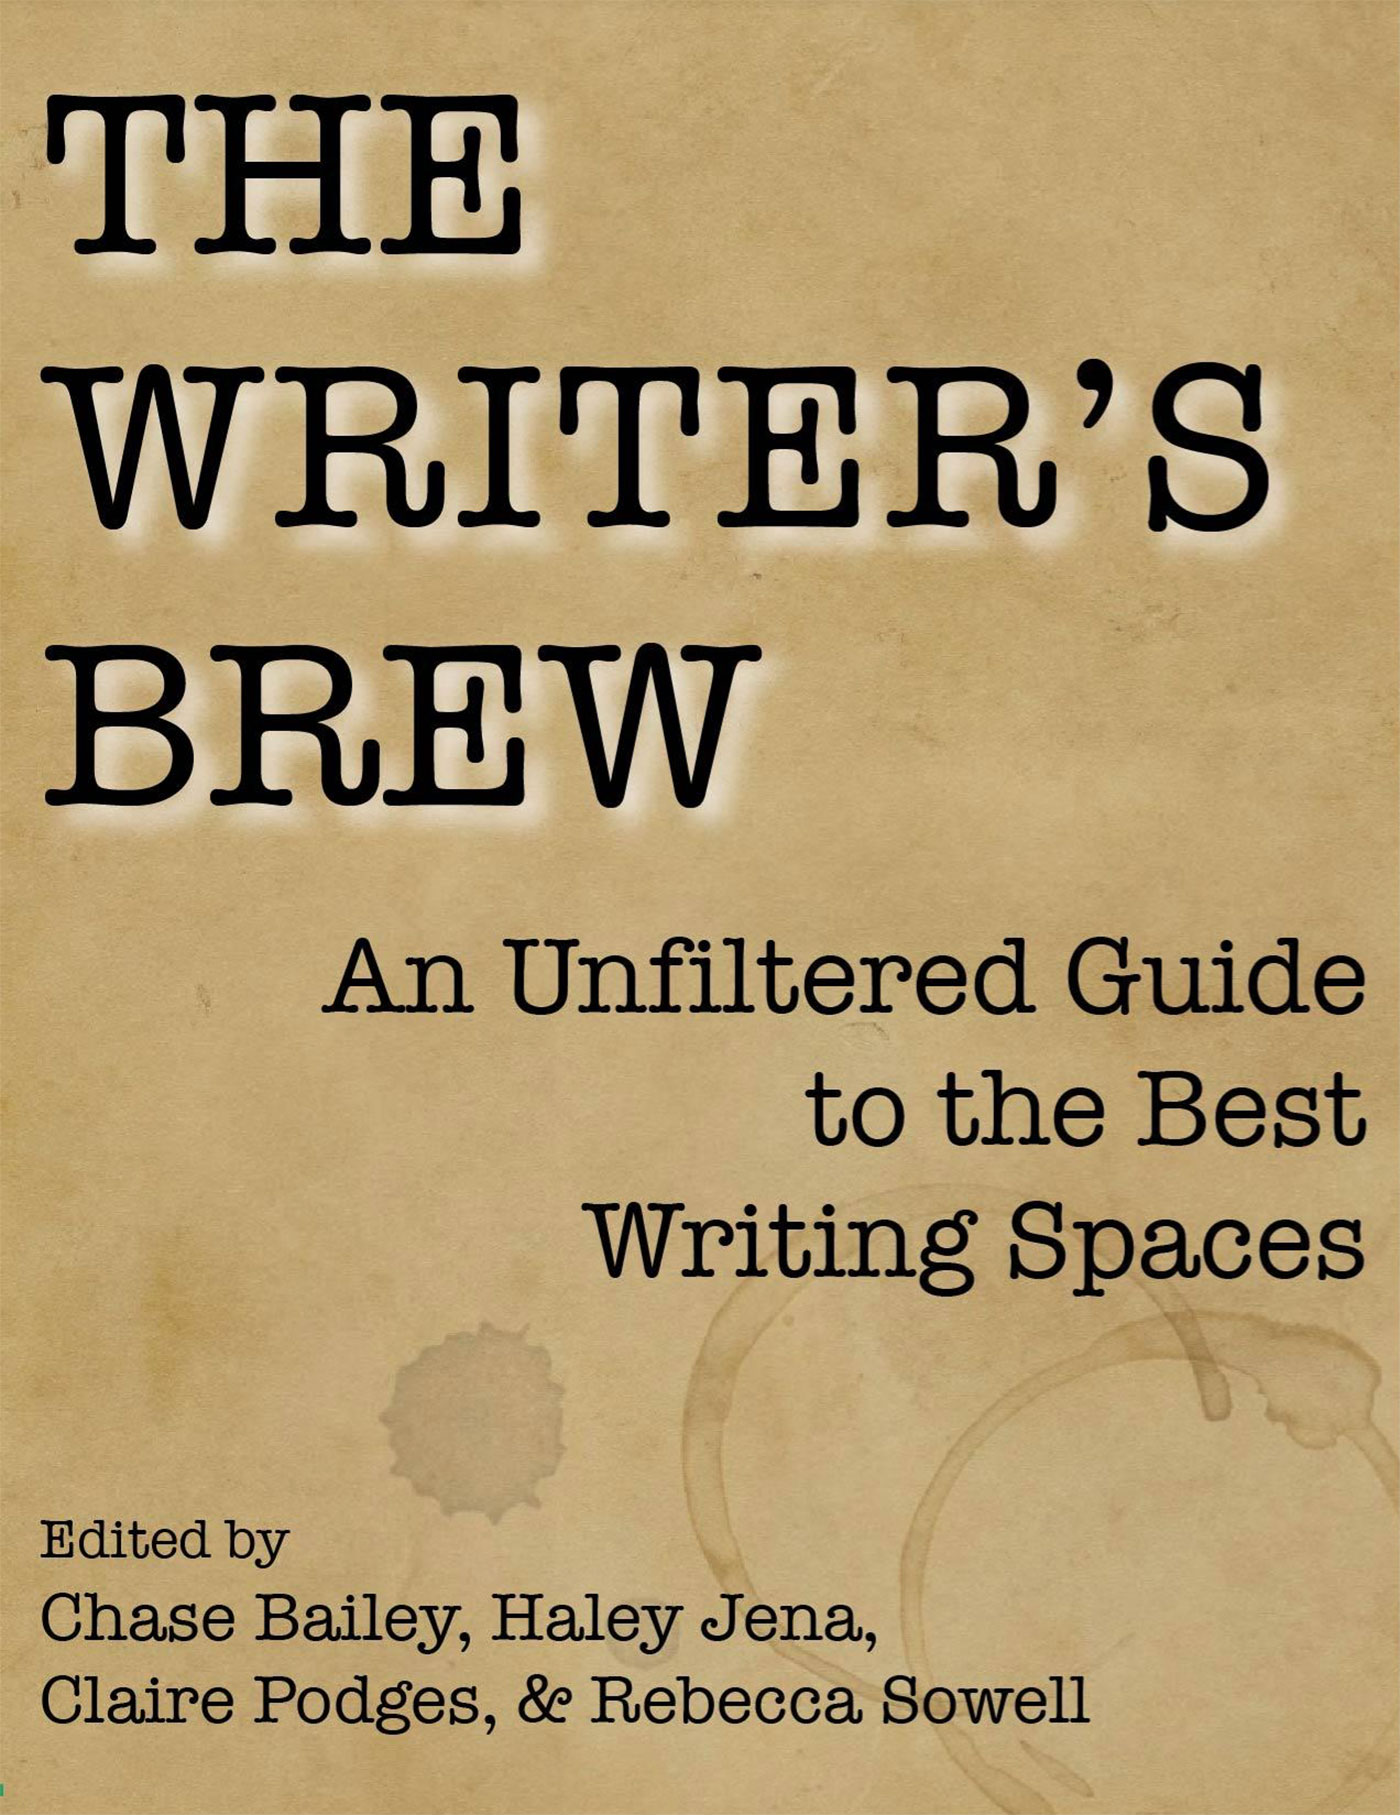 THE
WRITER’S
BREW
An Unfiltered Guide
to the Best
Writing Spaces
Edited by
Chase Bailey, Haley Jena,
Claire Podges, & Rebecca Sowell